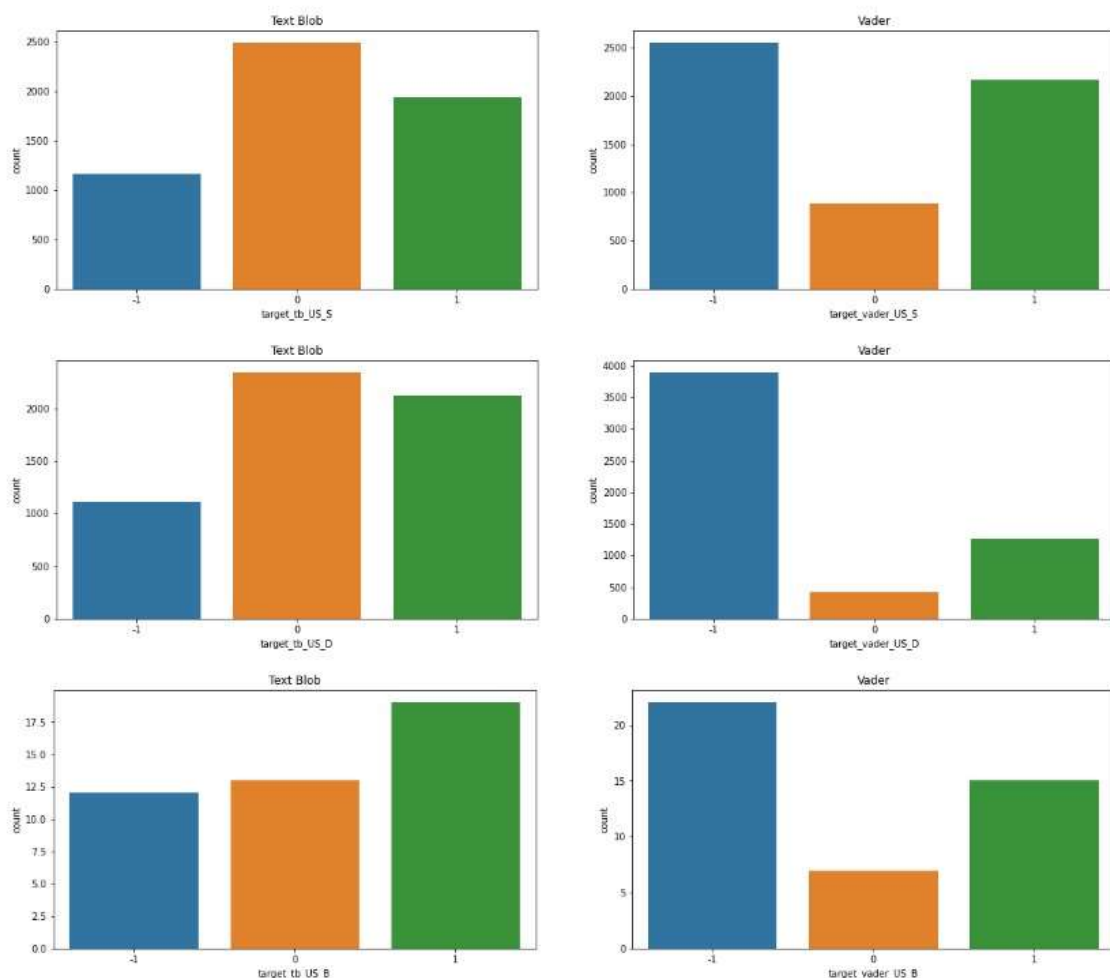 Text Blob
2500
2000
1500
1000
500
0
count
-1 0 1
target_tb_US_S
Vader
2500
2000
1500
1000
500
0
count
-1 0 1
target_vader_US_S
Text Blob
2000
1500
1000
500
0
count
-1 0 1
target_tb_US_D
Vader
4000
3500
3000
2500
2000
1500
1000
500
0
count
-1 0 1
target_vader_US_D
Text Blob
17.5
15.0
12.5
10.0
7.5
5.0
2.5
0.0
count
-1 0 1
target_tb_US_B
Vader
20
15
10
5
0
count
-1 0 1
target_vader_US_B